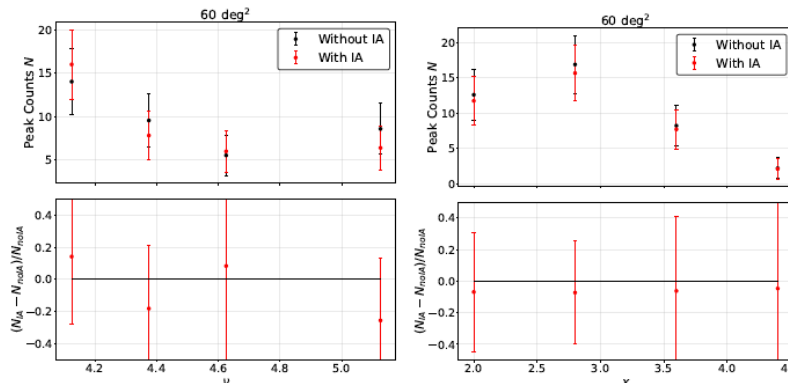 60 deg²
Without IA
With IA
Peak Counts N
20
15
10
5
0.4
0.2
0.0
−0.2
−0.4
(N_IA − N_noIA)/N_noIA
4.2 4.4 4.6 4.8 5.0
ν
60 deg²
Without IA
With IA
Peak Counts N
20
15
10
5
0
0.4
0.2
0.0
−0.2
−0.4
(N_IA − N_noIA)/N_noIA
2.0 2.5 3.0 3.5 4.0